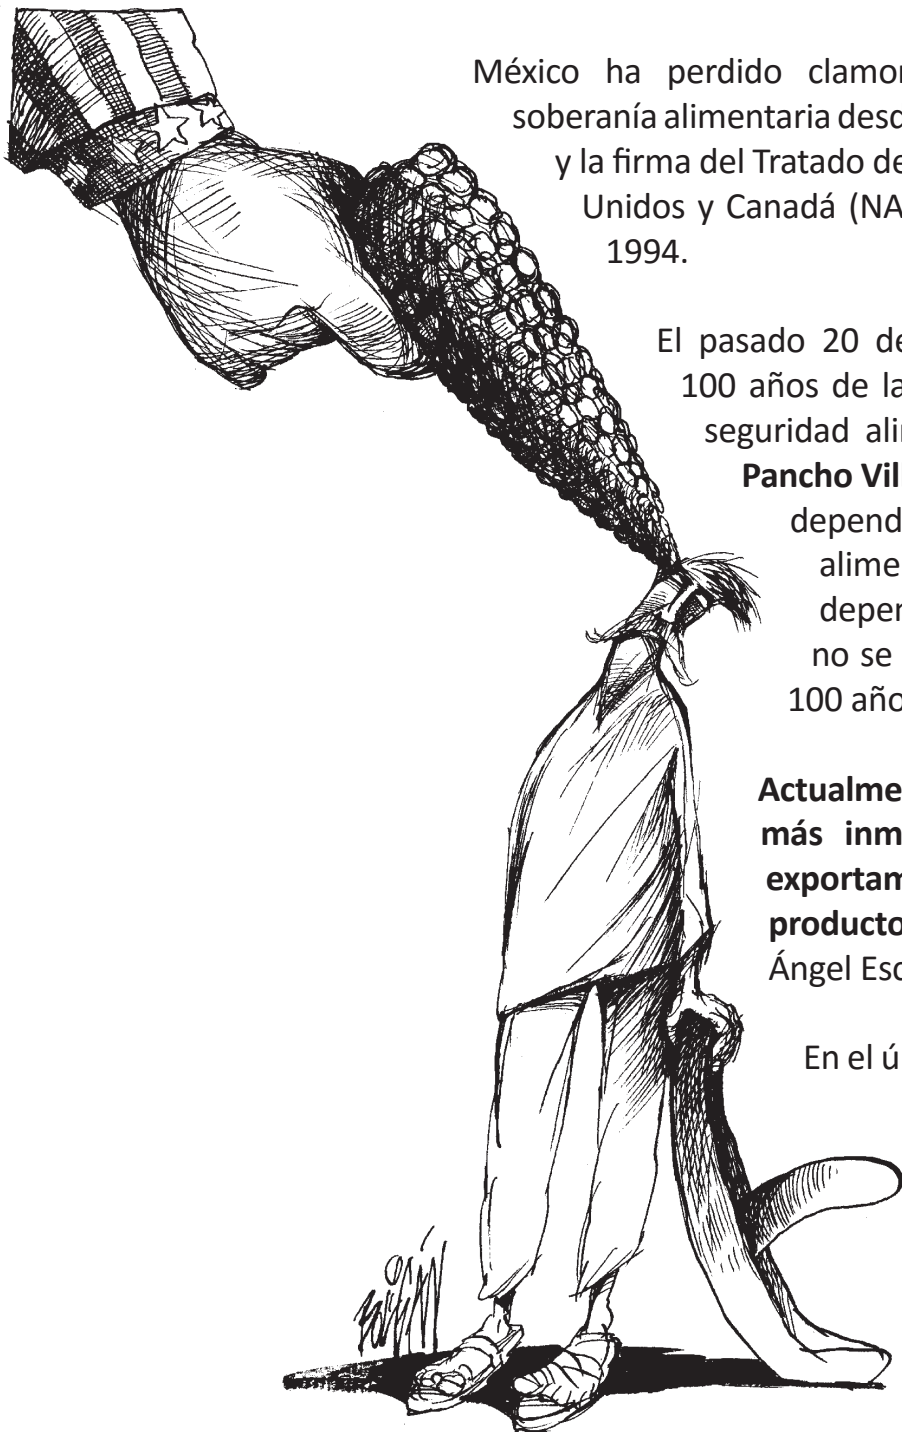 México ha perdido clamor
soberanía alimentaria desd
y la firma del Tratado de
Unidos y Canadá (NA
1994.
El pasado 20 de
100 años de la
seguridad alin
Pancho Vil
depend
alime
deper
no se
100 año
Actualme
más inm
exportam
producto
Ángel Esc
En el ú